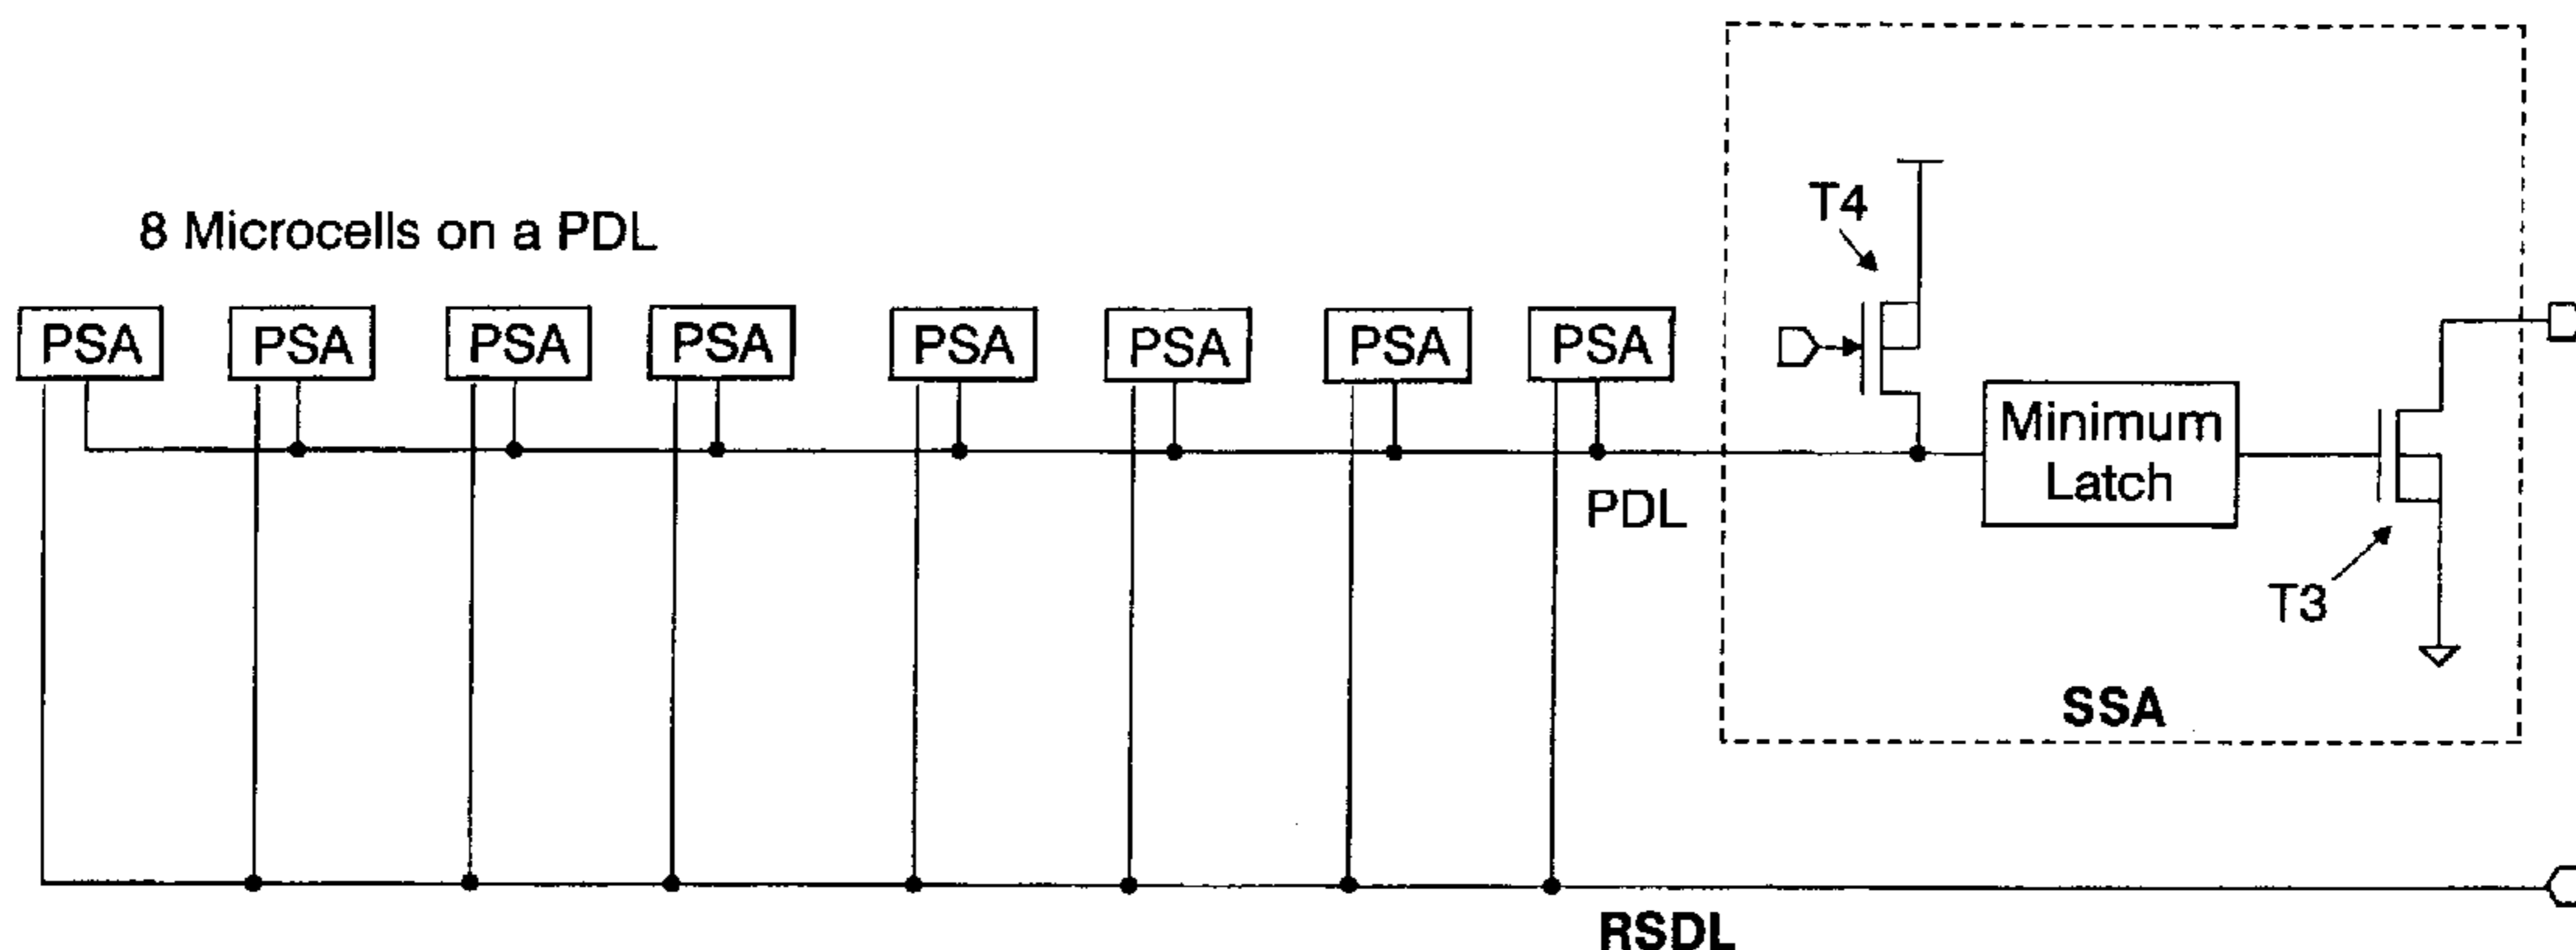 T4
8 Microcells on a PDL
PSA PSA PSA PSA PSA PSA PSA PSA
Minimum
Latch
PDL
T3
SSA
RSDL